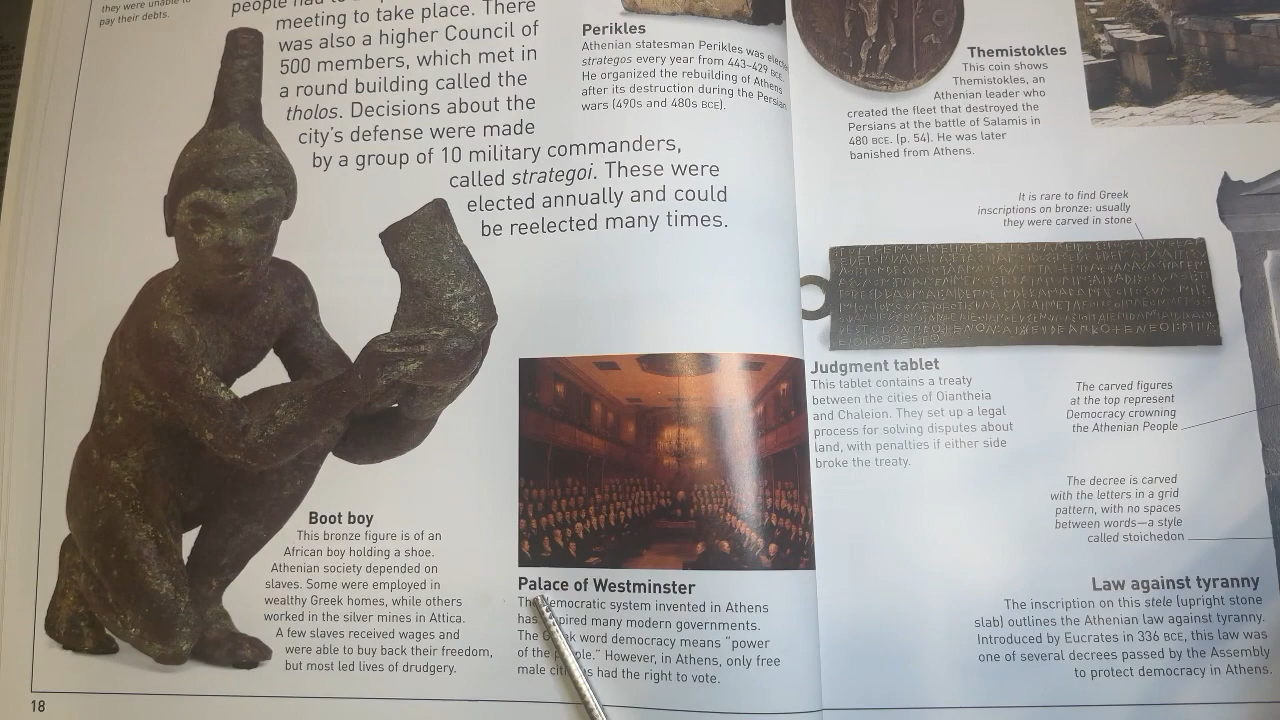 they were unable to
pay their debts.
people had to
meeting to take place. There
was also a higher Council of
500 members, which met in
a round building called the
tholos. Decisions about the
city's defense were made
by a group of 10 military commanders,
called strategoi. These were
elected annually and could
be reelected many times.
Perikles
Athenian statesman Perikles was
strategos every year from 443–429 BCE.
He organized the rebuilding of Athens
after its destruction during the Persian
wars (490s and 480s BCE).
Boot boy
This bronze figure is of an
African boy holding a shoe.
Athenian society depended on
slaves. Some were employed in
wealthy Greek homes, while others
worked in the silver mines in Attica.
A few slaves received wages and
were able to buy back their freedom,
but most led lives of drudgery.
Palace of Westminster
democratic system invented in Athens
has many modern governments.
The word democracy means "power
of the However, in Athens, only free
male had the right to vote.
18
Themistokles
This coin shows
Themistokles, an
Athenian leader who
created the fleet that destroyed the
Persians at the battle of Salamis in
480 BCE. (p. 54). He was later
banished from Athens.
It is rare to find Greek
inscriptions on bronze: usually
they were carved in stone
Judgment tablet
This tablet contains a treaty
between the cities of Oiantheia
and Chaleion. They set up a legal
process for solving disputes about
land, with penalties if either side
broke the treaty.
The carved figures
at the top represent
Democracy crowning
the Athenian People
The decree is carved
with the letters in a grid
pattern, with no spaces
between words—a style
called stoichedon
Law against tyranny
The inscription on this stele (upright stone
slab) outlines the Athenian law against tyranny.
Introduced by Eucrates in 336 BCE, this law was
one of several decrees passed by the Assembly
to protect democracy in Athens.